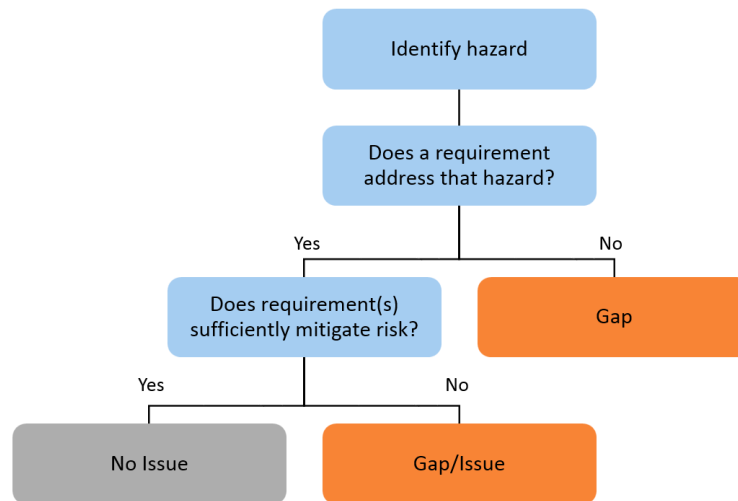 Identify hazard
Does a requirement
address that hazard?
Yes
No
Does requirement(s)
sufficiently mitigate risk?
Gap
Yes
No
No Issue
Gap/Issue